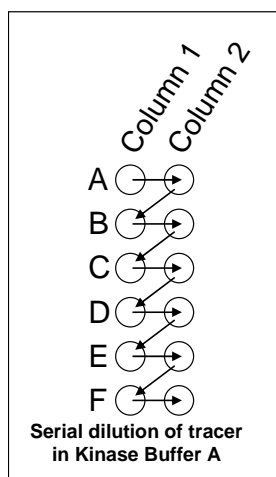 Column 1
Column 2
A
B
C
D
E
F
Serial dilution of tracer
in Kinase Buffer A